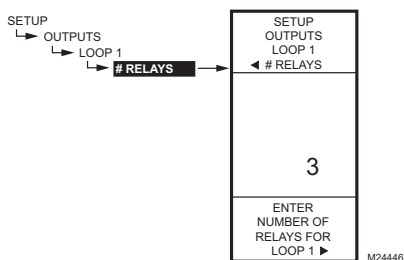 SETUP
OUTPUTS
LOOP 1
# RELAYS
SETUP
OUTPUTS
LOOP 1
◄ # RELAYS
3
ENTER
NUMBER OF
RELAYS FOR
LOOP 1 ►
M24446